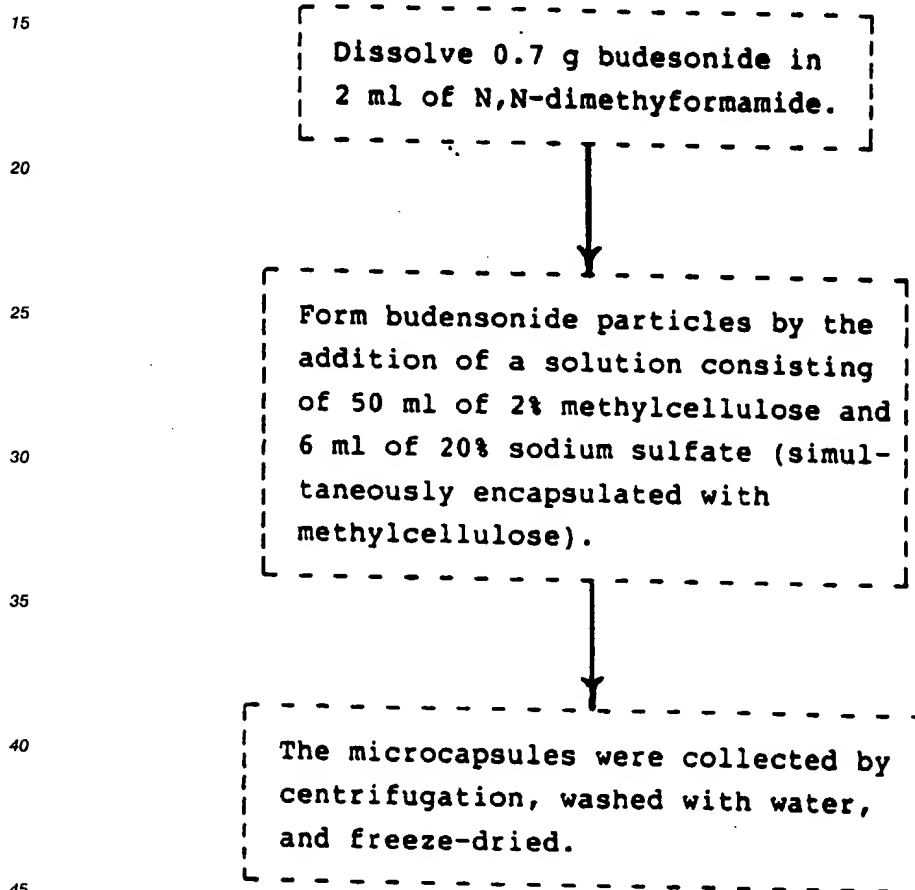 15
Dissolve 0.7 g budesonide in
2 ml of N,N-dimethyformamide.
20
25
Form budensonide particles by the
addition of a solution consisting
of 50 ml of 2% methylcellulose and
6 ml of 20% sodium sulfate (simul-
30
taneously encapsulated with
methylcellulose).
35
40
The microcapsules were collected by
centrifugation, washed with water,
and freeze-dried.
45